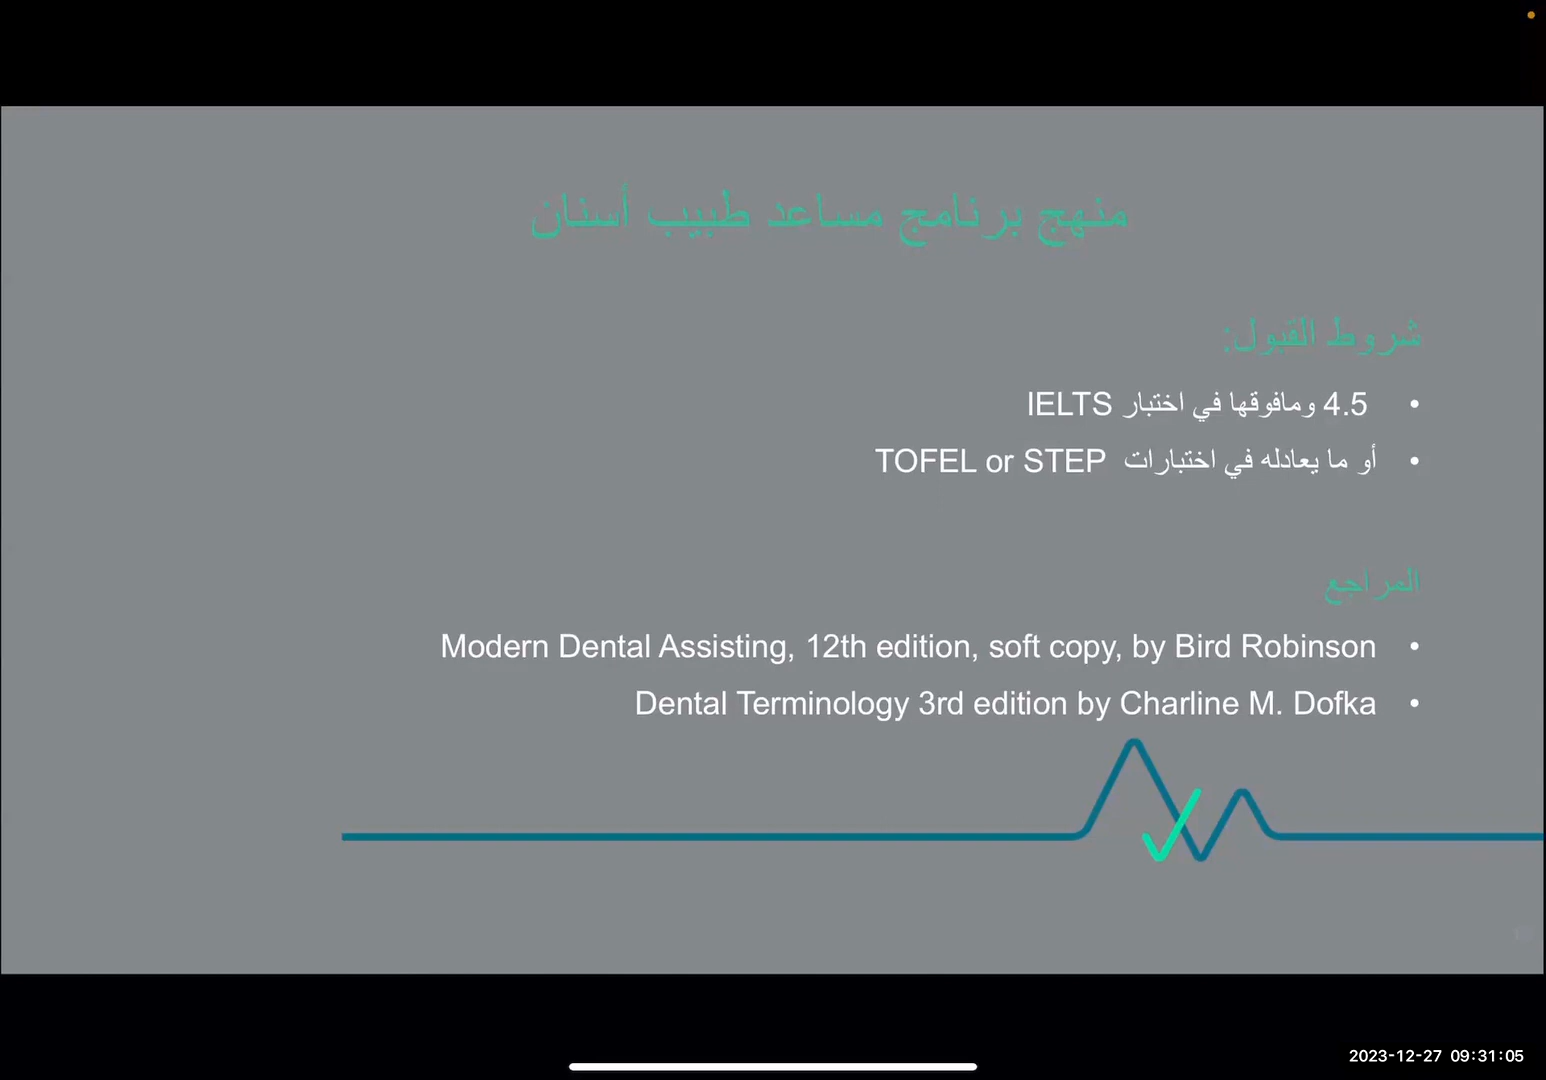 منهج برنامج مساعد طبيب أسنان
شروط القبول:
• 4.5 ومافوقها في اختبار IELTS
• أو ما يعادله في اختبارات TOFEL or STEP
المراجع
• Modern Dental Assisting, 12th edition, soft copy, by Bird Robinson
• Dental Terminology 3rd edition by Charline M. Dofka
2023-12-27 09:31:05